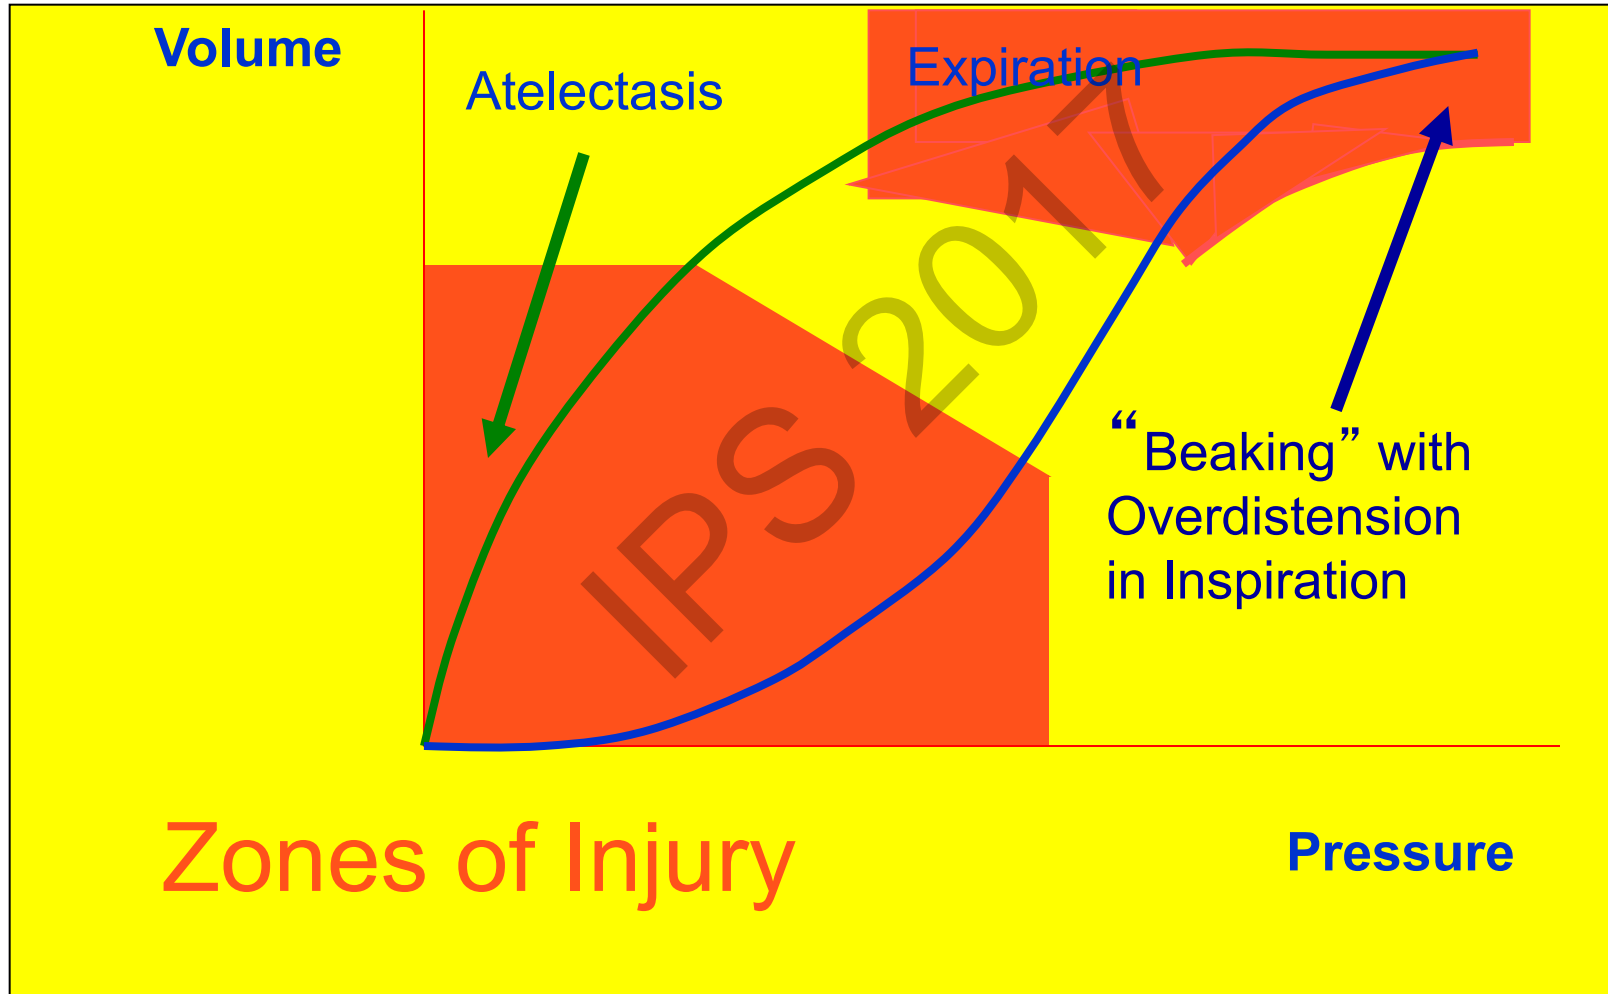 Volume
Atelectasis
Expiration
IPS 2017
“Beaking” with
Overdistension
in Inspiration
Zones of Injury
Pressure